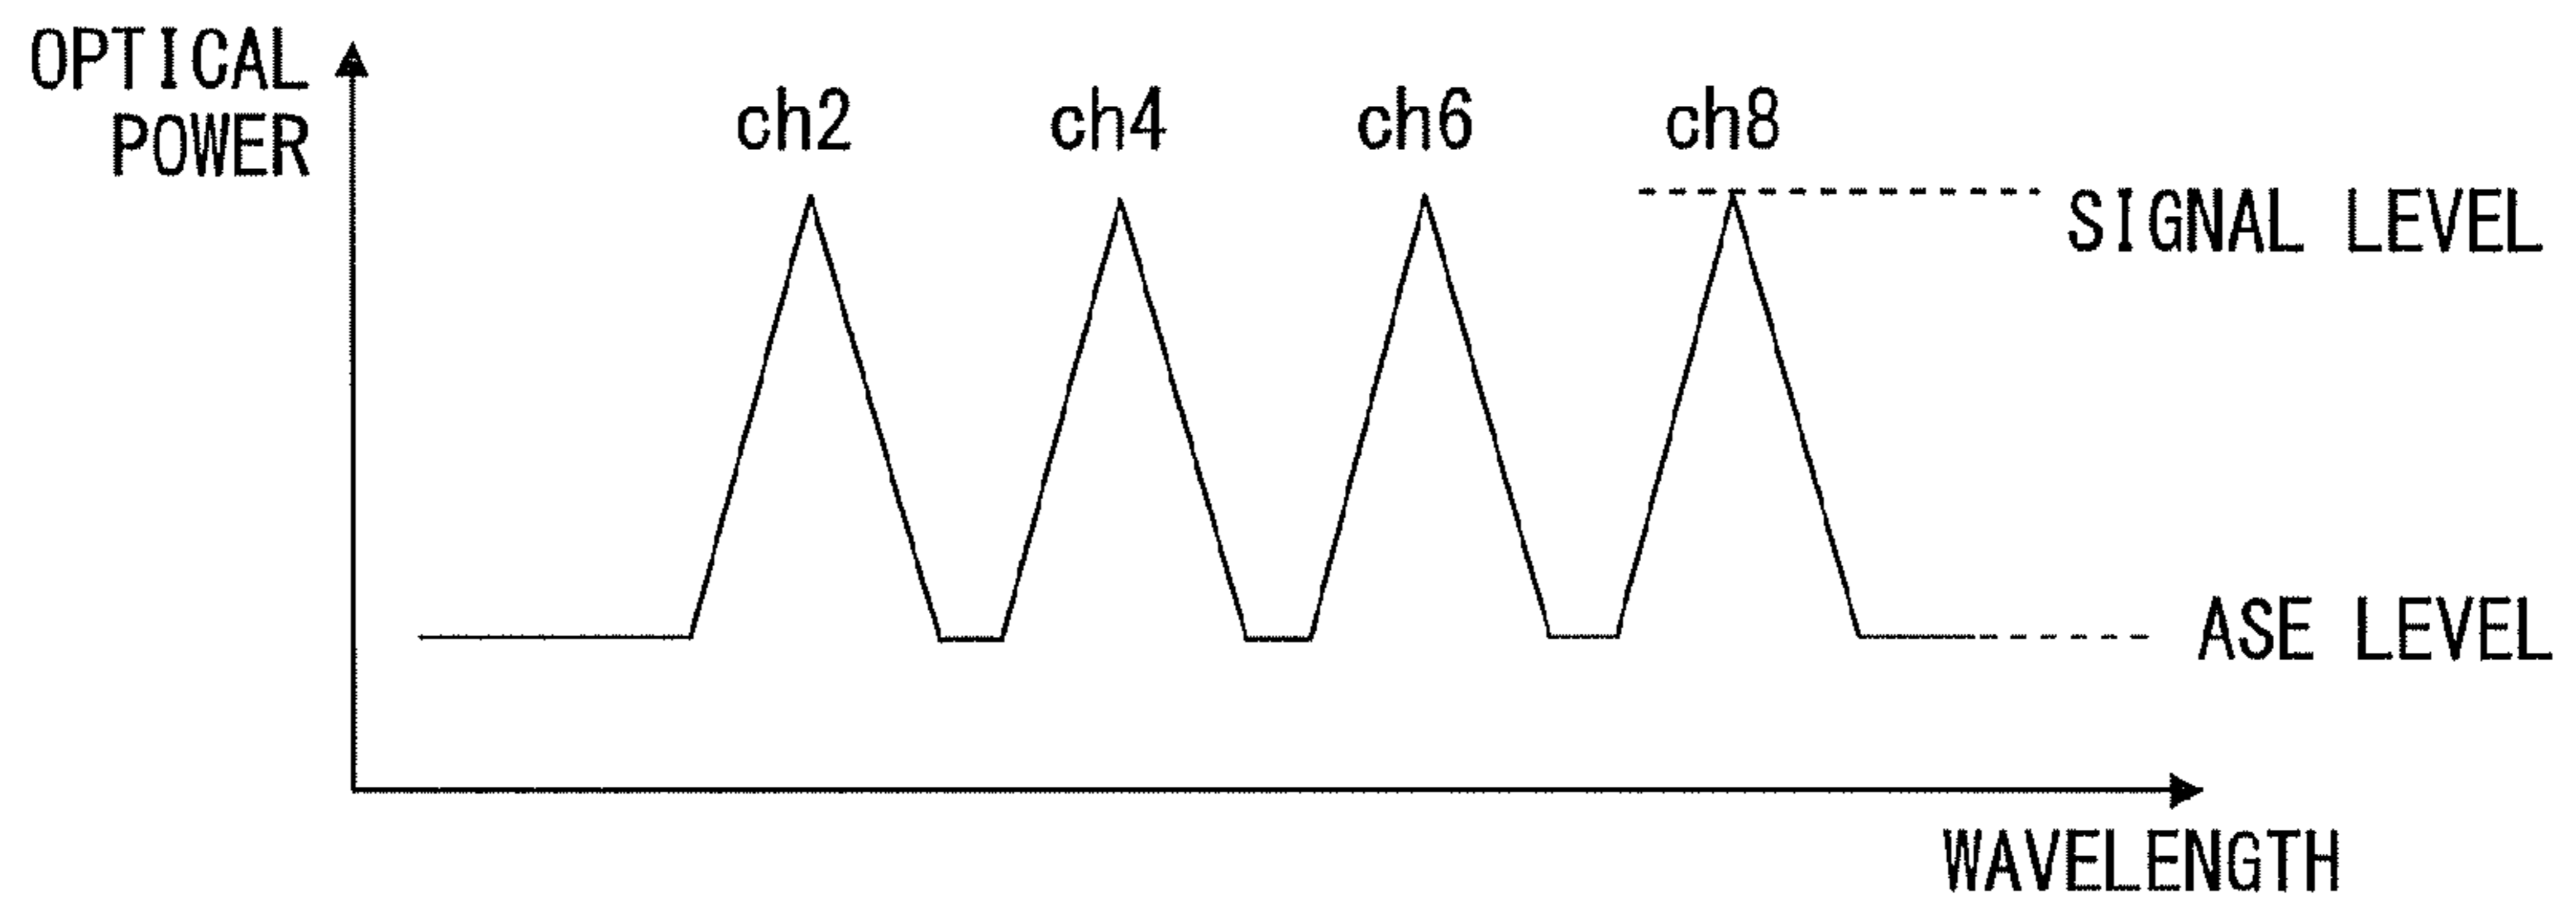 OPTICAL
POWER
ch2
ch4
ch6
ch8
SIGNAL LEVEL
ASE LEVEL
WAVELENGTH